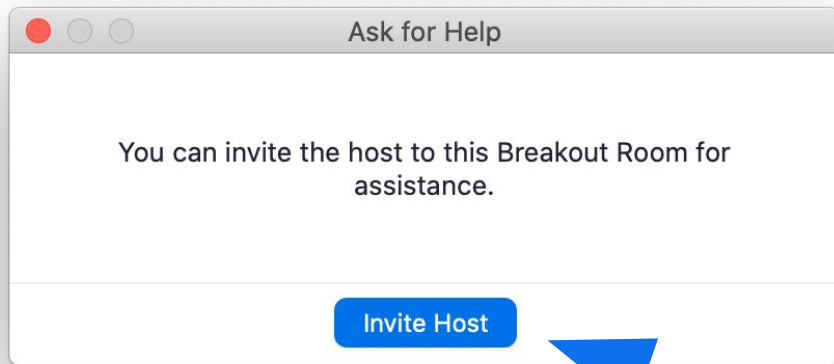 Ask for Help
You can invite the host to this Breakout Room for
assistance.
Invite Host